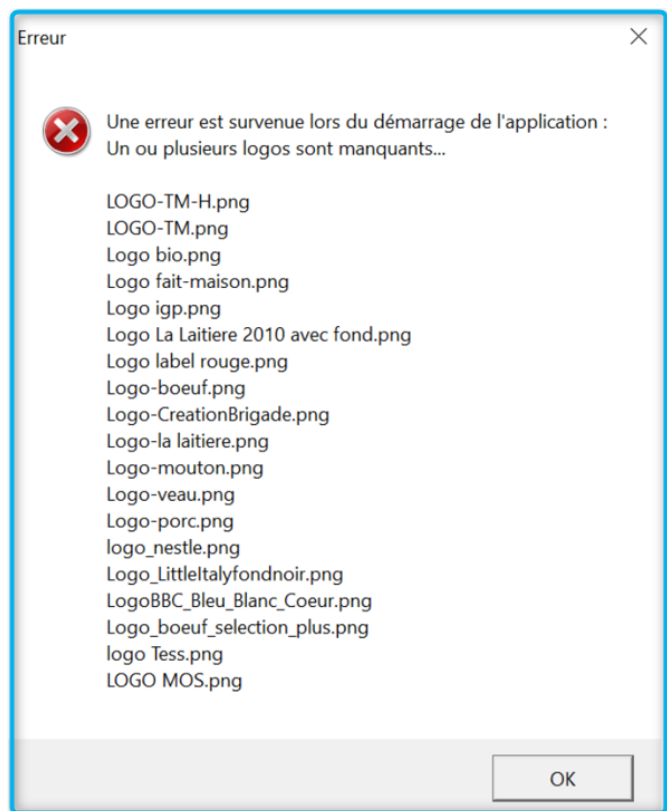 Erreur
Une erreur est survenue lors du démarrage de l'application :
Un ou plusieurs logos sont manquants...
LOGO-TM-H.png
LOGO-TM.png
Logo bio.png
Logo fait-maison.png
Logo igp.png
Logo La Laitiere 2010 avec fond.png
Logo label rouge.png
Logo-boeuf.png
Logo-CreationBrigade.png
Logo-la laitiere.png
Logo-mouton.png
Logo-veau.png
Logo-porc.png
logo_nestle.png
Logo_LittleItalyfondnoir.png
LogoBBC_Bleu_Blanc_Coeur.png
Logo_boeuf_selection_plus.png
logo Tess.png
LOGO MOS.png
OK